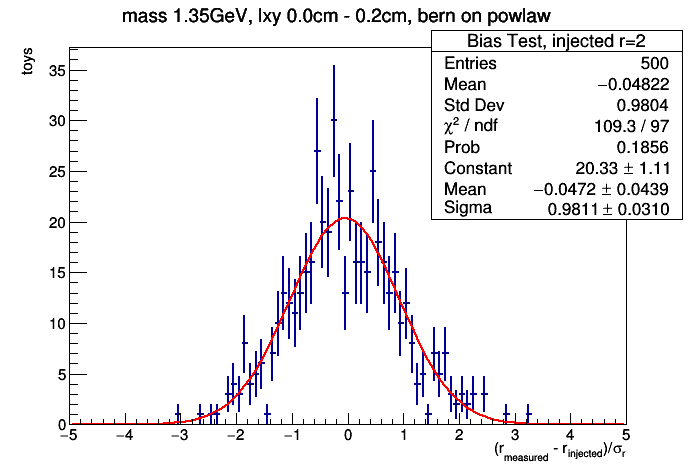 mass 1.35GeV, lxy 0.0cm - 0.2cm, bern on powlaw
toys
Bias Test, injected r=2
Entries 500
Mean −0.04822
Std Dev 0.9804
χ² / ndf 109.3 / 97
Prob 0.1856
Constant 20.33 ± 1.11
Mean −0.0472 ± 0.0439
Sigma 0.9811 ± 0.0310
35
30
25
20
15
10
5
0
−5 −4 −3 −2 −1 0 1 2 3 4 5
(r_measured - r_injected)/σ_r